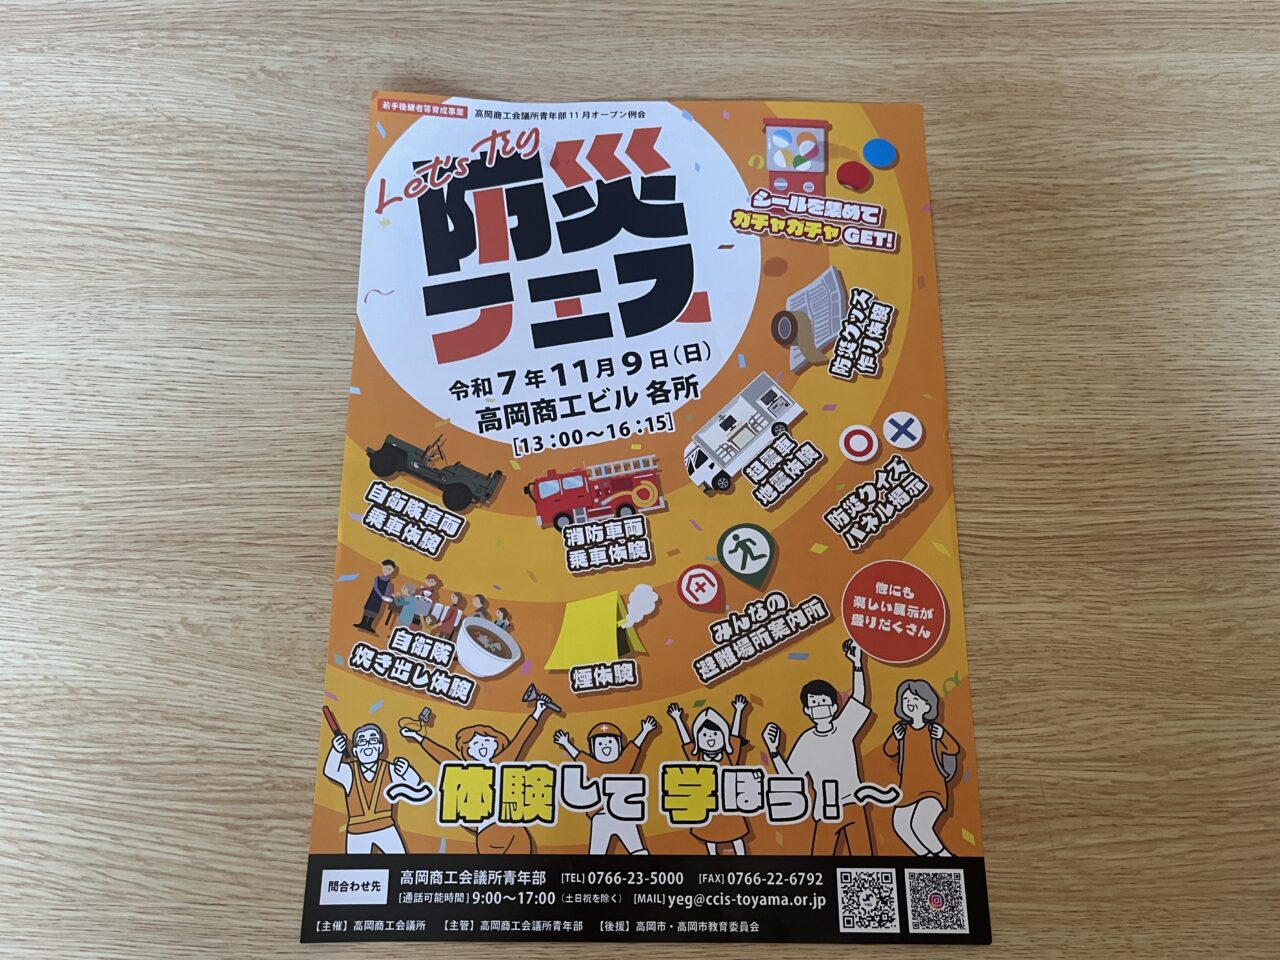 若手後継者等育成事業
高岡商工会議所青年部11月オープン例会
Let's try
防災
フェス
令和7年11月9日(日)
高岡商工ビル 各所
[13:00〜16:15]
シールを集めて
ガチャガチャGET!
防災グッズ
作り体験
起震車
地震体験
防災クイズ
パネル展示
自衛隊車両
乗車体験
消防車両
乗車体験
自衛隊
炊き出し体験
煙体験
みんなの
避難場所案内所
他にも
楽しい展示が
盛りだくさん
〜体験して学ぼう!〜
問合わせ先
高岡商工会議所青年部 [TEL]0766-23-5000 [FAX]0766-22-6792
[通話可能時間]9:00〜17:00(土日祝を除く) [MAIL]yeg@ccis-toyama.or.jp
【主催】高岡商工会議所 【主管】高岡商工会議所青年部 【後援】高岡市・高岡市教育委員会